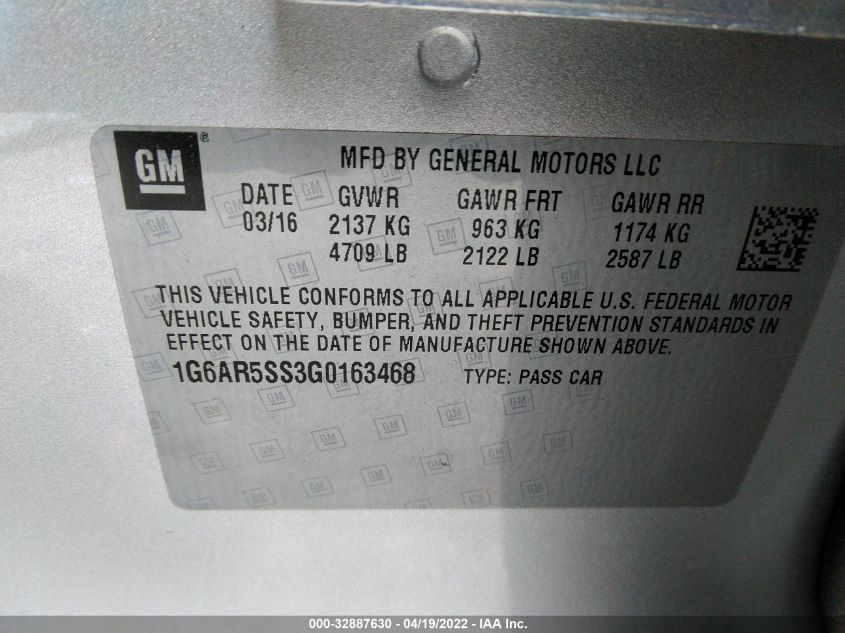 GM ®
MFD BY GENERAL MOTORS LLC
DATE GVWR GAWR FRT GAWR RR
03/16 2137 KG 963 KG 1174 KG
4709 LB 2122 LB 2587 LB
THIS VEHICLE CONFORMS TO ALL APPLICABLE U.S. FEDERAL MOTOR
VEHICLE SAFETY, BUMPER, AND THEFT PREVENTION STANDARDS IN
EFFECT ON THE DATE OF MANUFACTURE SHOWN ABOVE.
1G6AR5SS3G0163468 TYPE: PASS CAR
000-32887630 - 04/19/2022 - IAA Inc.